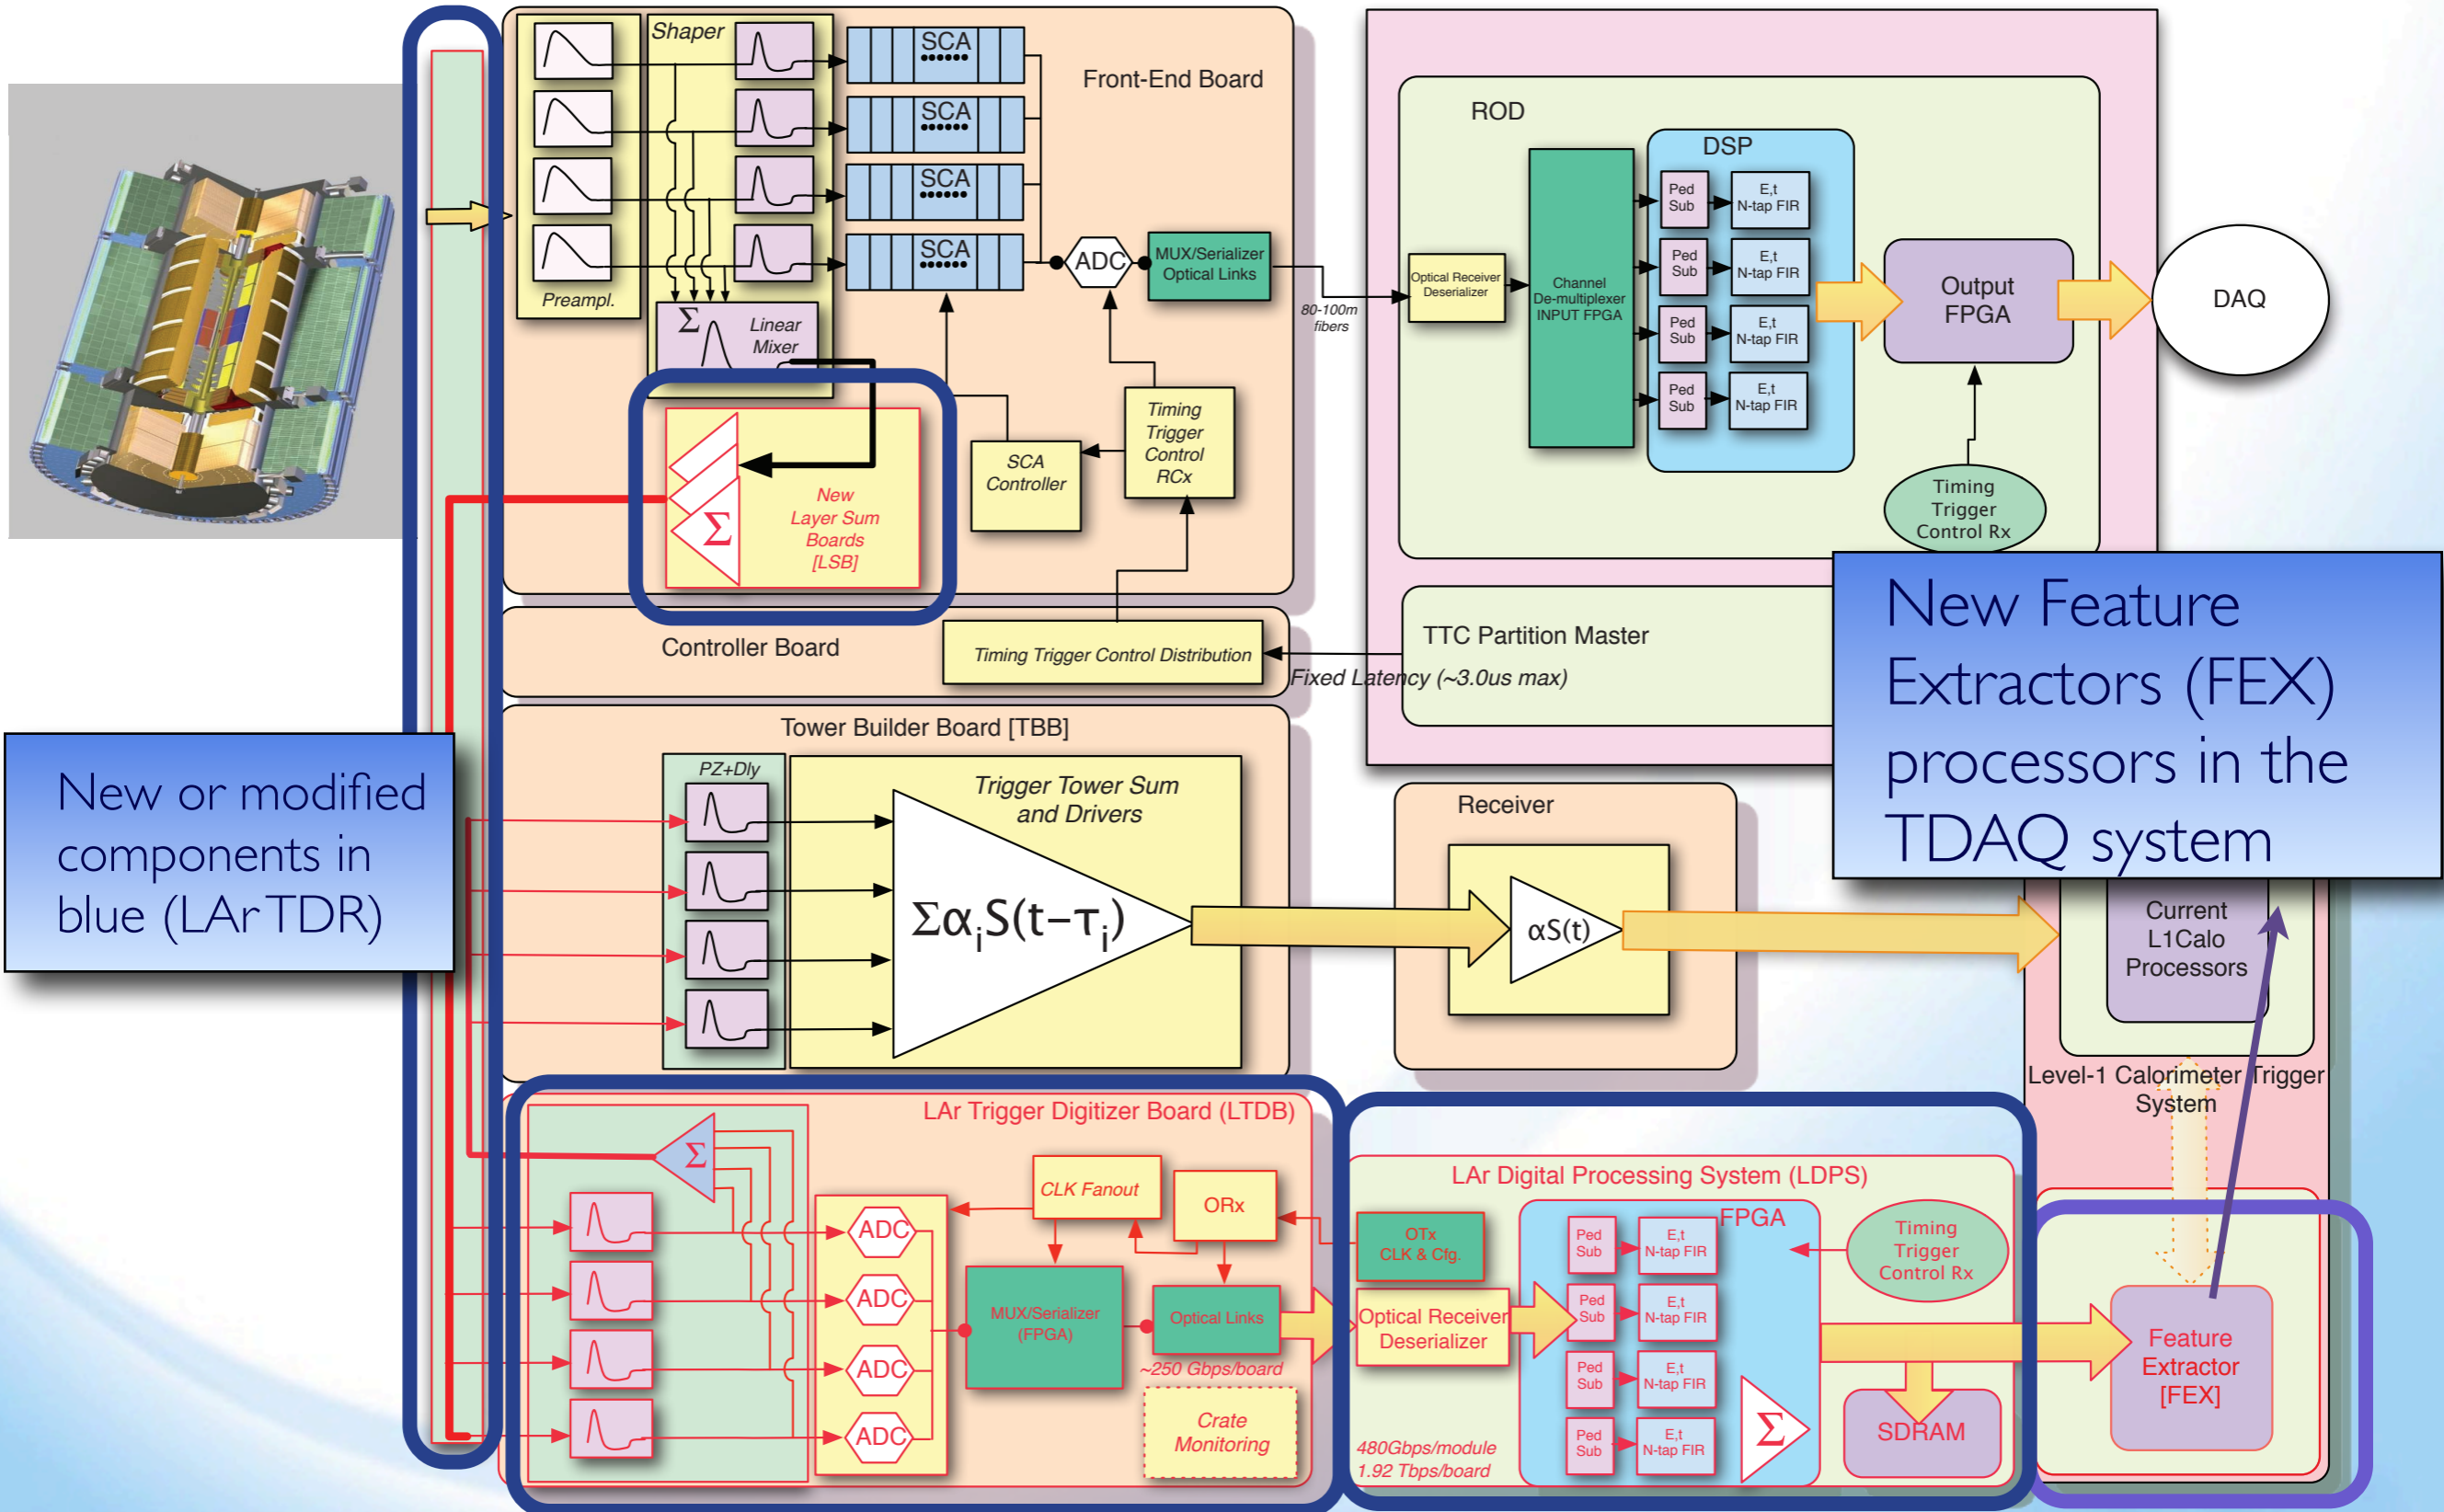 Shaper
SCA
SCA
SCA
SCA
Front-End Board
Preampl.
Σ
Linear
Mixer
ADC
MUX/Serializer
Optical Links
80-100m
fibers
New
Layer Sum
Boards
[LSB]
Σ
SCA
Controller
Timing
Trigger
Control
RCx
ROD
Optical Receiver
Deserializer
Channel
De-multiplexer
INPUT FPGA
DSP
Ped
Sub
E,t
N-tap FIR
Ped
Sub
E,t
N-tap FIR
Ped
Sub
E,t
N-tap FIR
Ped
Sub
E,t
N-tap FIR
Output
FPGA
DAQ
Timing
Trigger
Control Rx
Controller Board
Timing Trigger Control Distribution
TTC Partition Master
Fixed Latency (~3.0us max)
New Feature
Extractors (FEX)
processors in the
TDAQ system
New or modified
components in
blue (LAr TDR)
Tower Builder Board [TBB]
PZ+Dly
Trigger Tower Sum
and Drivers
ΣαᵢS(t−τᵢ)
Receiver
αS(t)
Current
L1Calo
Processors
Level-1 Calorimeter Trigger
System
LAr Trigger Digitizer Board (LTDB)
Σ
ADC
ADC
ADC
ADC
CLK Fanout
ORx
MUX/Serializer
(FPGA)
Optical Links
~250 Gbps/board
Crate
Monitoring
LAr Digital Processing System (LDPS)
OTx
CLK & Cfg.
Optical Receiver
Deserializer
480Gbps/module
1.92 Tbps/board
FPGA
Ped
Sub
E,t
N-tap FIR
Ped
Sub
E,t
N-tap FIR
Ped
Sub
E,t
N-tap FIR
Ped
Sub
E,t
N-tap FIR
Σ
Timing
Trigger
Control Rx
SDRAM
Feature
Extractor
[FEX]